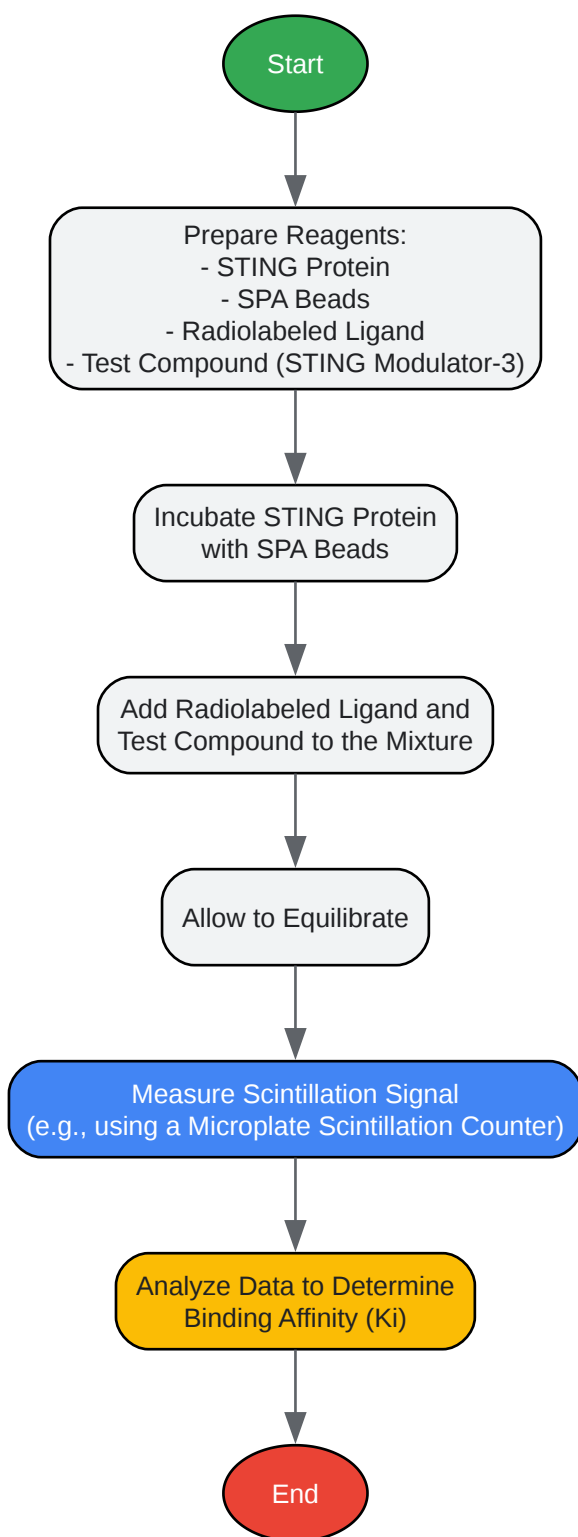 Start
Prepare Reagents:
- STING Protein
- SPA Beads
- Radiolabeled Ligand
- Test Compound (STING Modulator-3)
Incubate STING Protein
with SPA Beads
Add Radiolabeled Ligand and
Test Compound to the Mixture
Allow to Equilibrate
Measure Scintillation Signal
(e.g., using a Microplate Scintillation Counter)
Analyze Data to Determine
Binding Affinity (Ki)
End